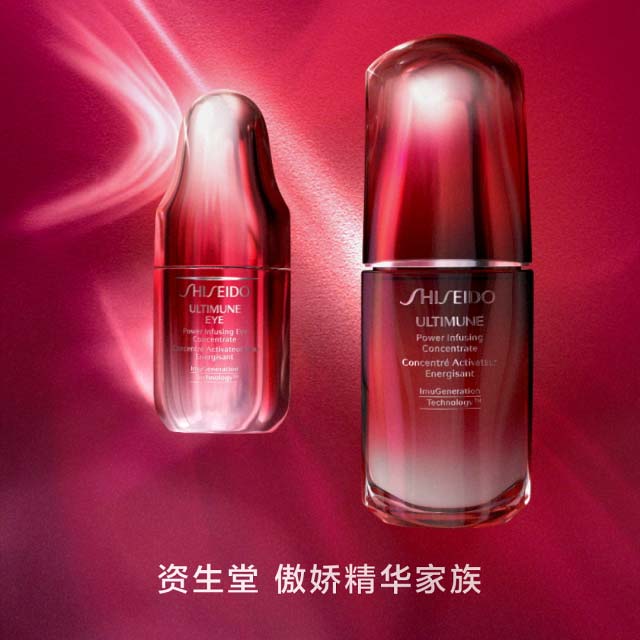 SHISEIDO
ULTIMUNE
EYE
Power Infusing Eye
Concentrate
Concentré Activateur
Energisant
ImuGeneration
Technology™
SHISEIDO
ULTIMUNE
Power Infusing
Concentrate
Concentré Activateur
Energisant
ImuGeneration
Technology™
资生堂 傲娇精华家族